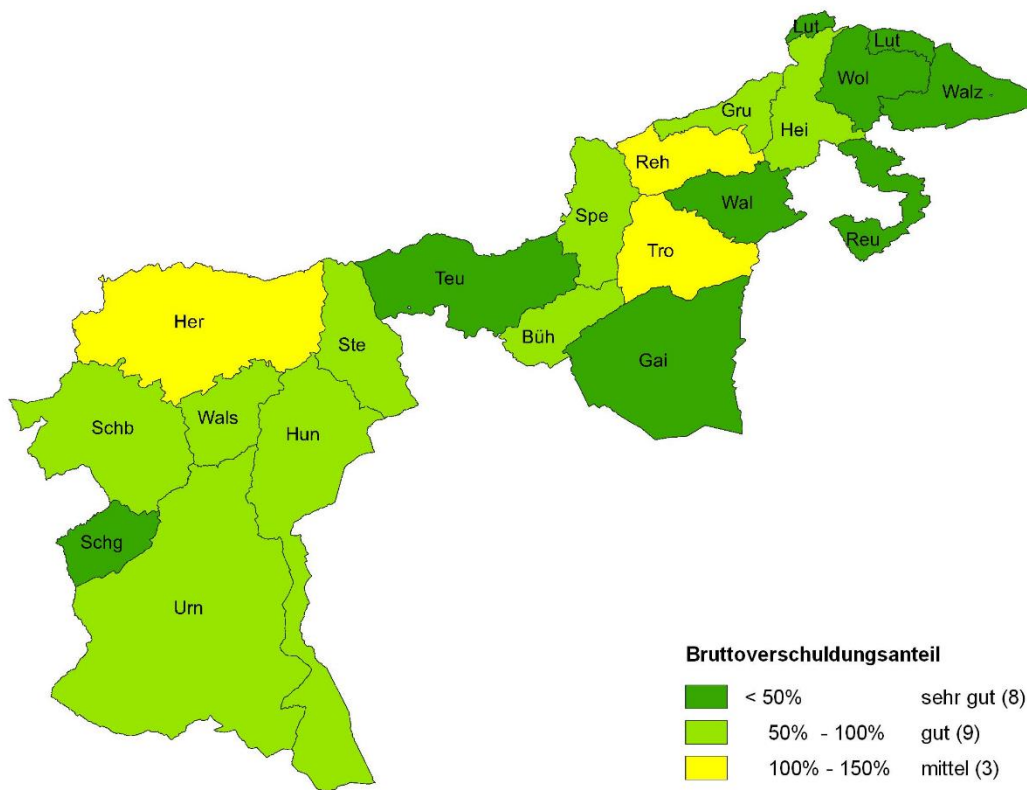 Lut
Lut
Wol
Walz
Gru
Hei
Reh
Wal
Spe
Reu
Tro
Teu
Her
Büh
Ste
Gai
Wals
Schb
Hun
Schg
Urn
Bruttoverschuldungsanteil
< 50% sehr gut (8)
50% - 100% gut (9)
100% - 150% mittel (3)